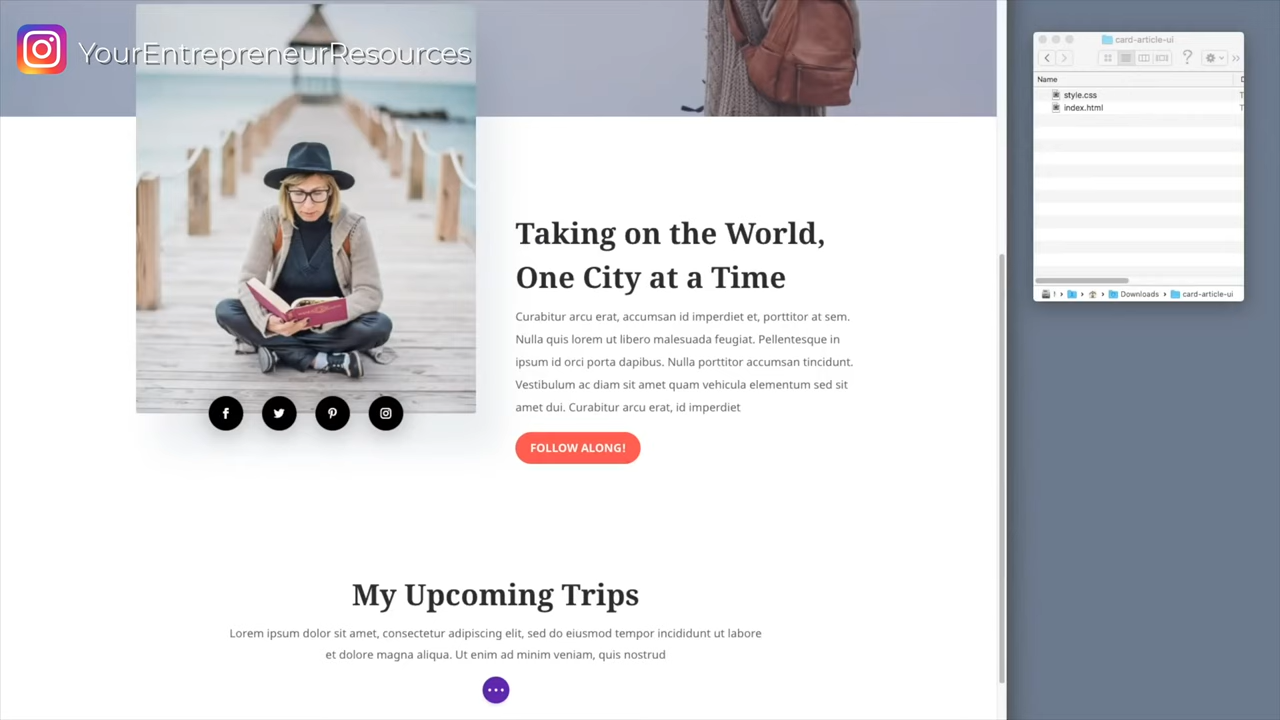 YourEntrepreneurResources
card-article-ui
Name
style.css
index.html
Downloads
card-article-ui
Taking on the World,
One City at a Time
Curabitur arcu erat, accumsan id imperdiet et, porttitor at sem.
Nulla quis lorem ut libero malesuada feugiat. Pellentesque in
ipsum id orci porta dapibus. Nulla porttitor accumsan tincidunt.
Vestibulum ac diam sit amet quam vehicula elementum sed sit
amet dui. Curabitur arcu erat, id imperdiet
FOLLOW ALONG!
My Upcoming Trips
Lorem ipsum dolor sit amet, consectetur adipiscing elit, sed do eiusmod tempor incididunt ut labore
et dolore magna aliqua. Ut enim ad minim veniam, quis nostrud